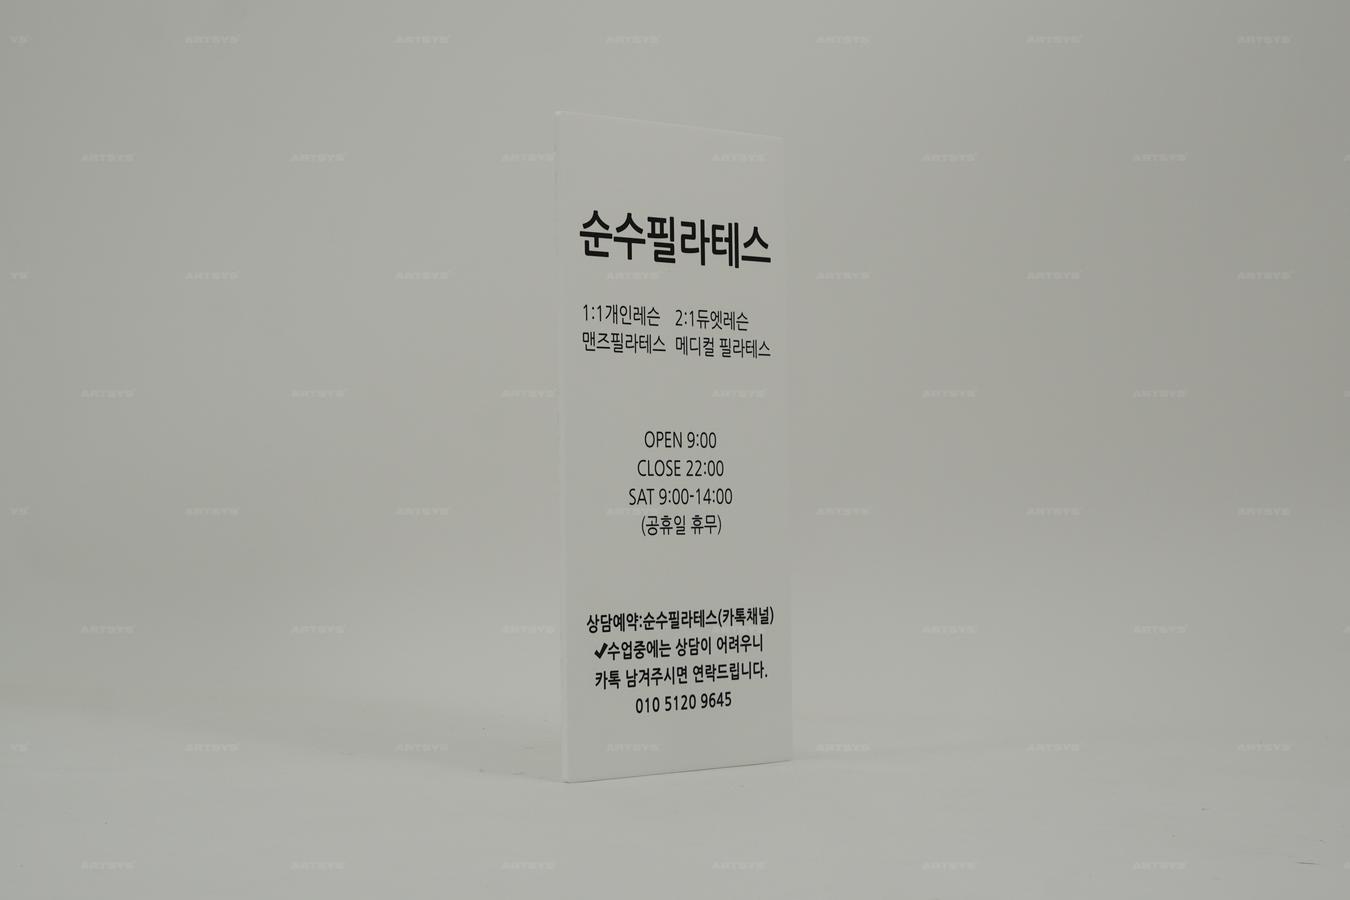 순수필라테스
1:1개인레슨 2:1듀엣레슨
맨즈필라테스 메디컬 필라테스
OPEN 9:00
CLOSE 22:00
SAT 9:00-14:00
(공휴일 휴무)
상담예약:순수필라테스(카톡채널)
✔수업중에는 상담이 어려우니
카톡 남겨주시면 연락드립니다.
010 5120 9645
ARTSYS